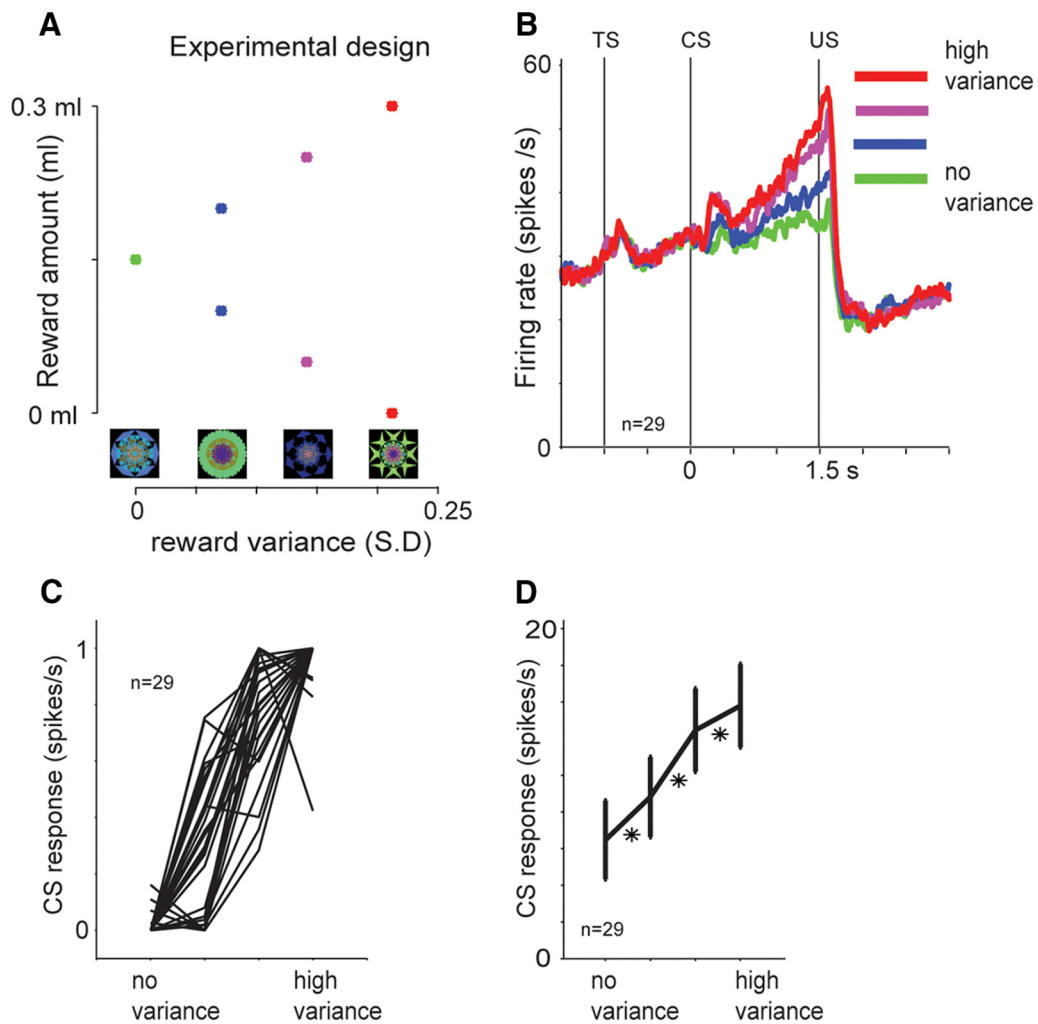 A
Experimental design
0.3 ml
Reward amount (ml)
0 ml
0
0.25
reward variance (S.D)
B
TS
CS
US
60
Firing rate (spikes /s)
0
n=29
0
1.5 s
high
variance
no
variance
C
1
n=29
CS response (spikes/s)
0
no
variance
high
variance
D
20
CS response (spikes/s)
*
*
*
n=29
0
no
variance
high
variance